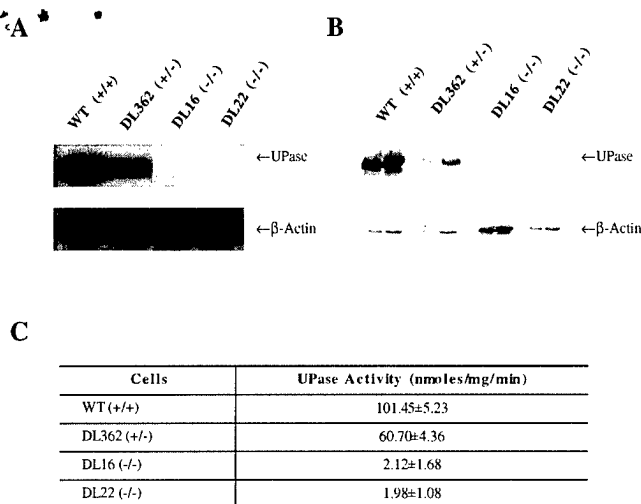 A
B
WT (+/+)
DL362 (+/-)
DL16 (-/-)
DL22 (-/-)
WT (+/+)
DL362 (+/-)
DL16 (-/-)
DL22 (-/-)
←UPase
←UPase
←β-Actin
←β-Actin
C
Cells UPase Activity (nmoles/mg/min)
WT (+/+) 101.45±5.23
DL362 (+/-) 60.70±4.36
DL16 (-/-) 2.12±1.68
DL22 (-/-) 1.98±1.08